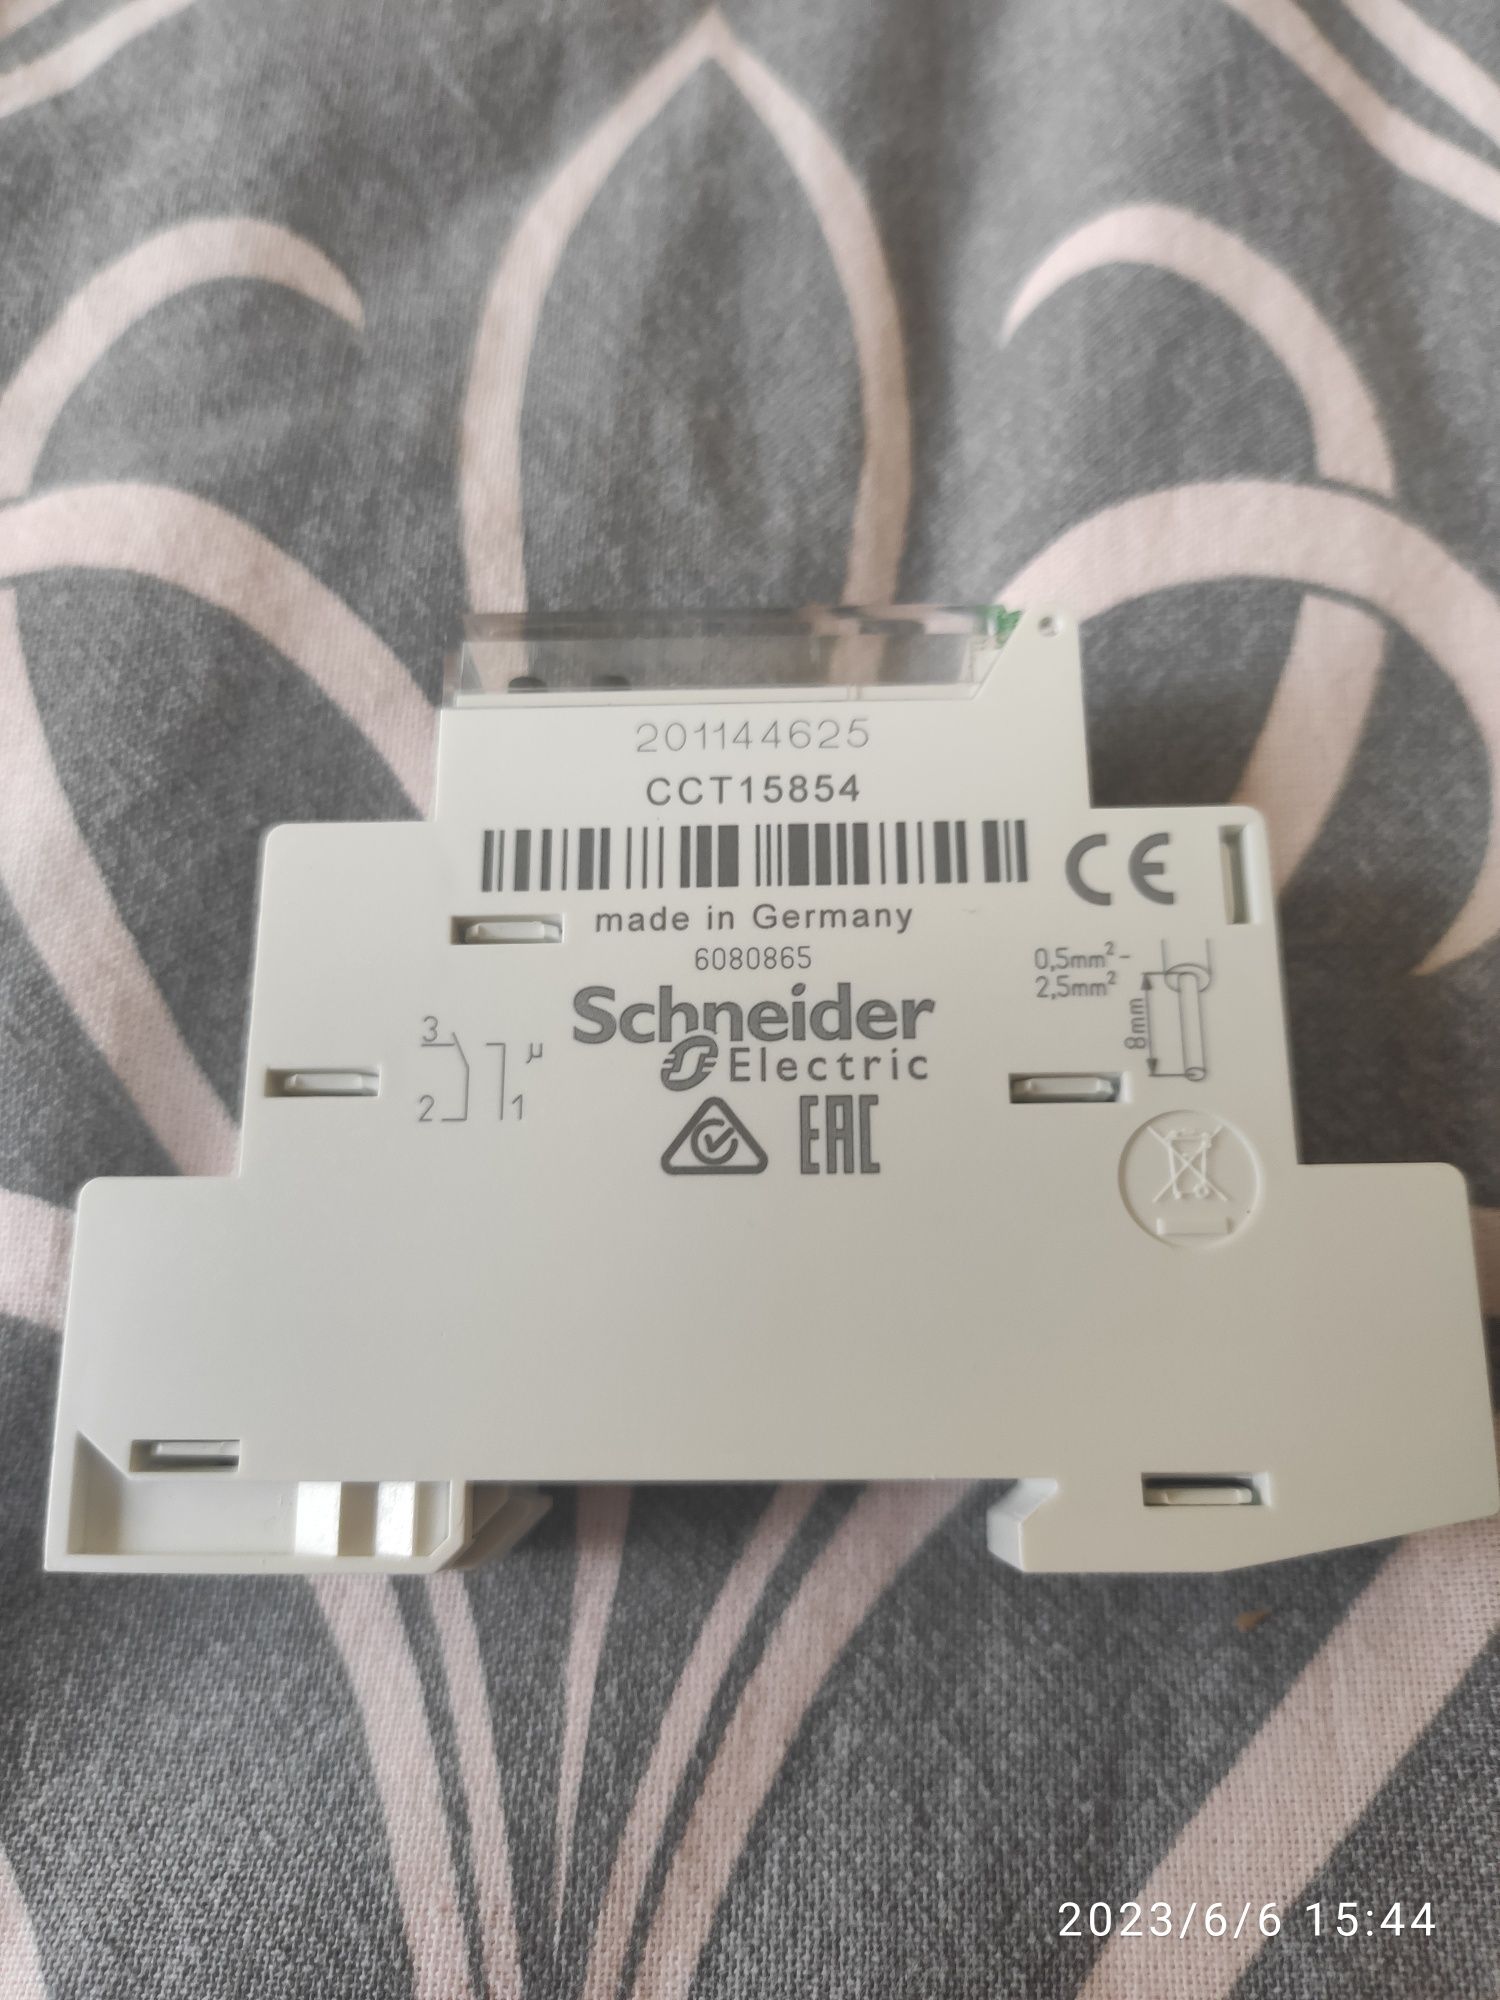 201144625
CCT15854
CE
made in Germany
6080865
0,5mm²-
2,5mm²
8mm
Schneider
Electric
3
µ
2
1
EAC
2023/6/6 15:44